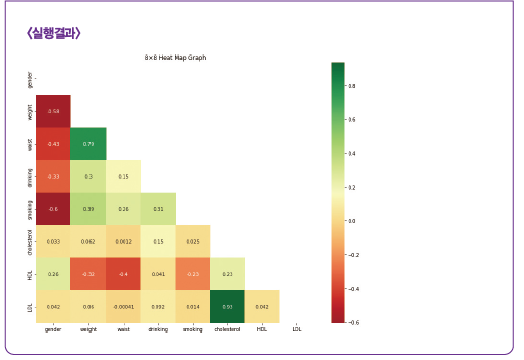 〈실행결과〉
8×8 Heat Map Graph
gender
weight -0.58
waist -0.43 0.79
drinking -0.33 0.3 0.15
smoking -0.6 0.39 0.26 0.31
cholesterol 0.033 0.062 0.0012 0.15 0.025
HDL 0.28 -0.32 -0.4 0.041 -0.23 0.23
LDL 0.042 -0.00041 0.002 0.014 0.93 0.042
gender weight waist drinking smoking cholesterol HDL LDL
0.8
0.6
0.4
0.2
0.0
-0.2
-0.4
-0.6